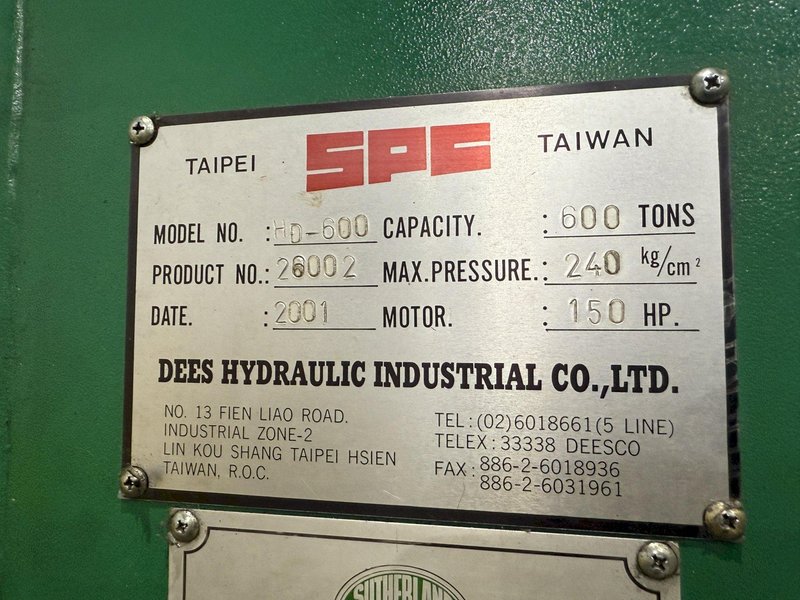 TAIPEI SPC TAIWAN
MODEL NO. : HD-600 CAPACITY. : 600 TONS
PRODUCT NO.: 26002 MAX.PRESSURE.: 240 kg/cm²
DATE. : 2001 MOTOR. : 150 HP.
DEES HYDRAULIC INDUSTRIAL CO.,LTD.
NO. 13 FIEN LIAO ROAD.
INDUSTRIAL ZONE-2
LIN KOU SHANG TAIPEI HSIEN
TAIWAN, R.O.C.
TEL:(02)6018661(5 LINE)
TELEX:33338 DEESCO
FAX:886-2-6018936
886-2-6031961
SUTHERLAND